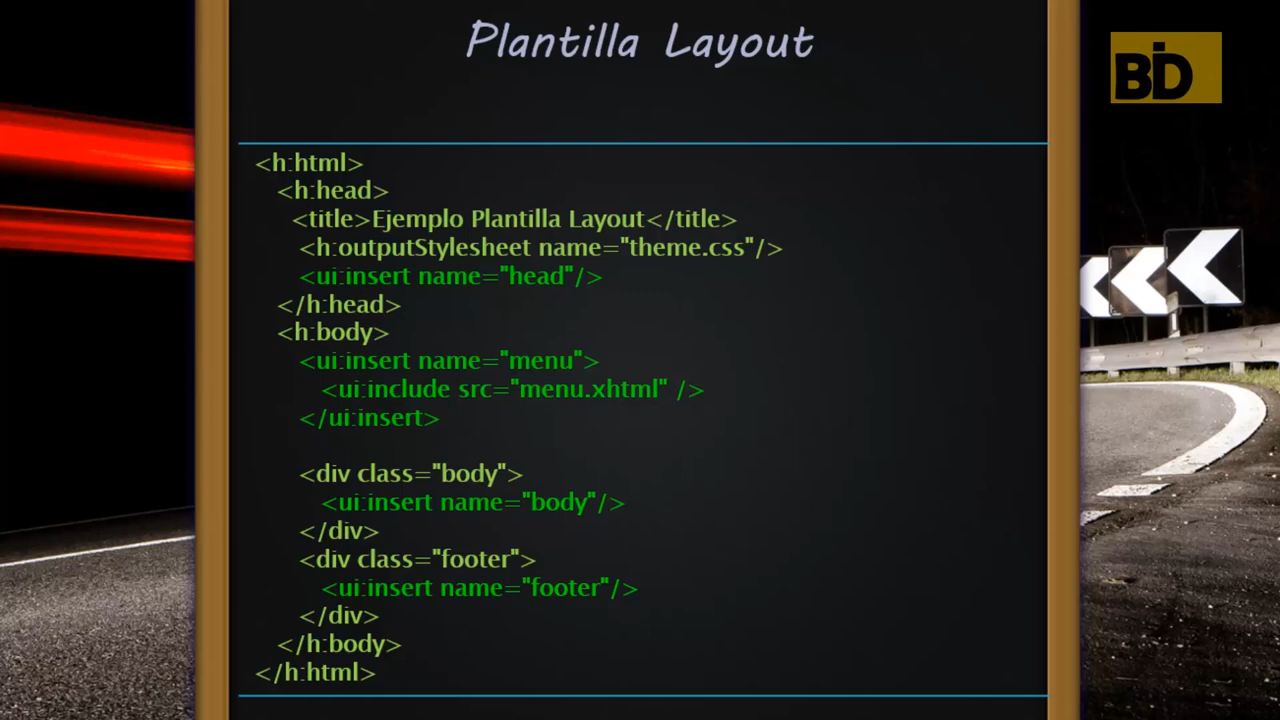 Plantilla Layout
BID
<h:html>
<h:head>
<title>Ejemplo Plantilla Layout</title>
<h:outputStylesheet name="theme.css"/>
<ui:insert name="head"/>
</h:head>
<h:body>
<ui:insert name="menu">
<ui:include src="menu.xhtml" />
</ui:insert>
<div class="body">
<ui:insert name="body"/>
</div>
<div class="footer">
<ui:insert name="footer"/>
</div>
</h:body>
</h:html>